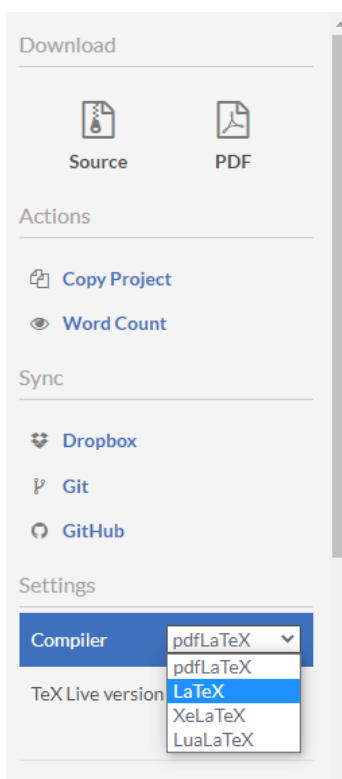 Download
Source PDF
Actions
Copy Project
Word Count
Sync
Dropbox
Git
GitHub
Settings
Compiler pdfLaTeX
pdfLaTeX
TeX Live version LaTeX
XeLaTeX
LuaLaTeX